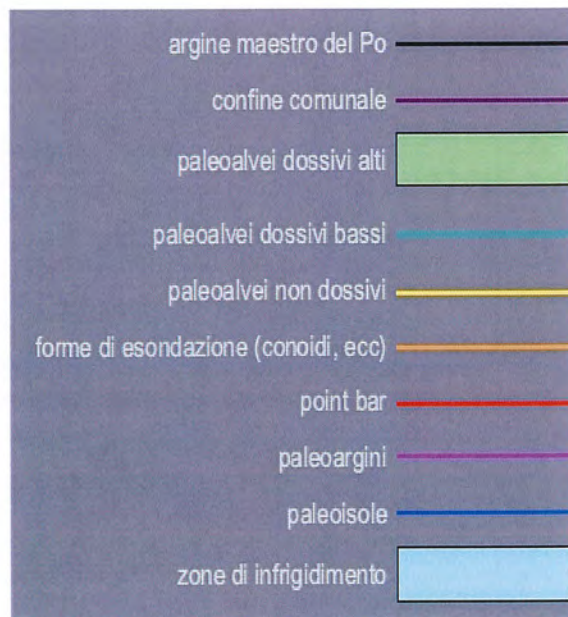 argine maestro del Po
confine comunale
paleoalvei dossivi alti
paleoalvei dossivi bassi
paleoalvei non dossivi
forme di esondazione (conoidi, ecc)
point bar
paleoargini
paleoisole
zone di infrigidimento